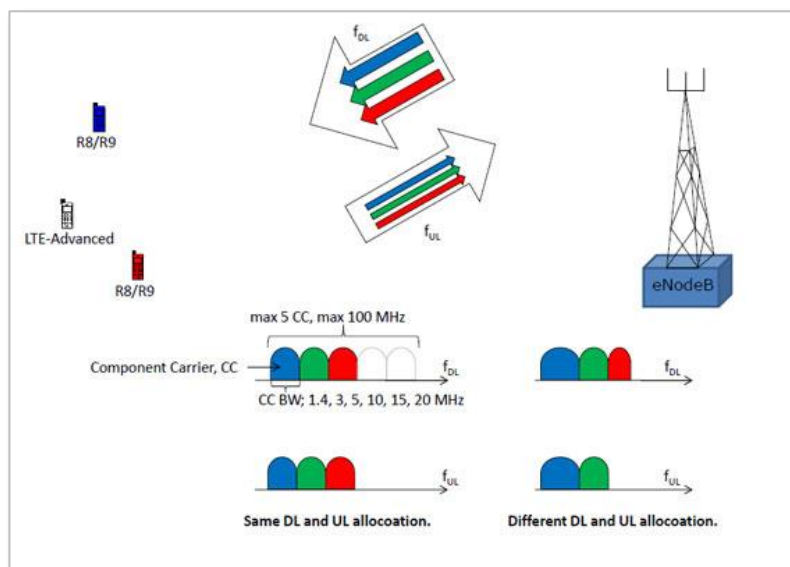 f_DL
R8/R9
LTE-Advanced
R8/R9
f_UL
eNodeB
max 5 CC, max 100 MHz
Component Carrier, CC
f_DL
f_DL
CC BW; 1.4, 3, 5, 10, 15, 20 MHz
f_UL
f_UL
Same DL and UL allocoation.
Different DL and UL allocoation.